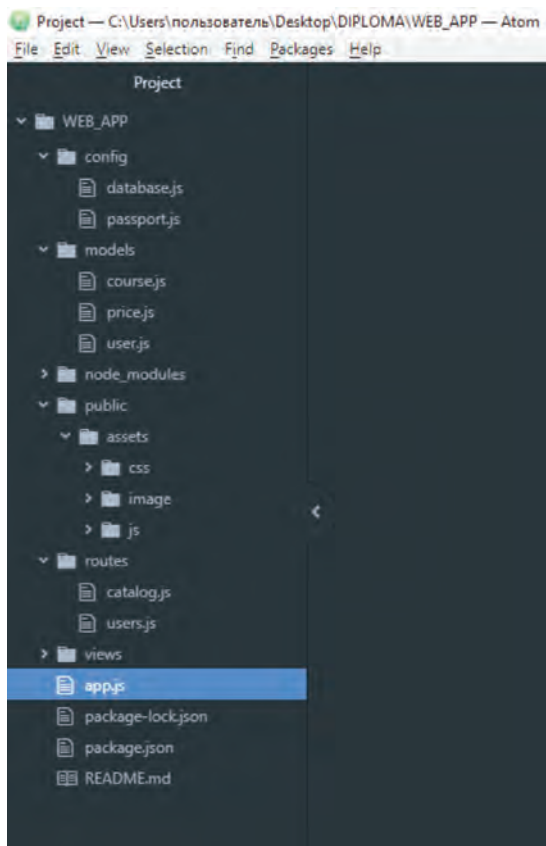 Project — C:\Users\пользователь\Desktop\DIPLOMA\WEB_APP — Atom
File Edit View Selection Find Packages Help
Project
WEB_APP
config
database.js
passport.js
models
course.js
price.js
user.js
node_modules
public
assets
css
image
js
routes
catalog.js
users.js
views
app.js
package-lock.json
package.json
README.md